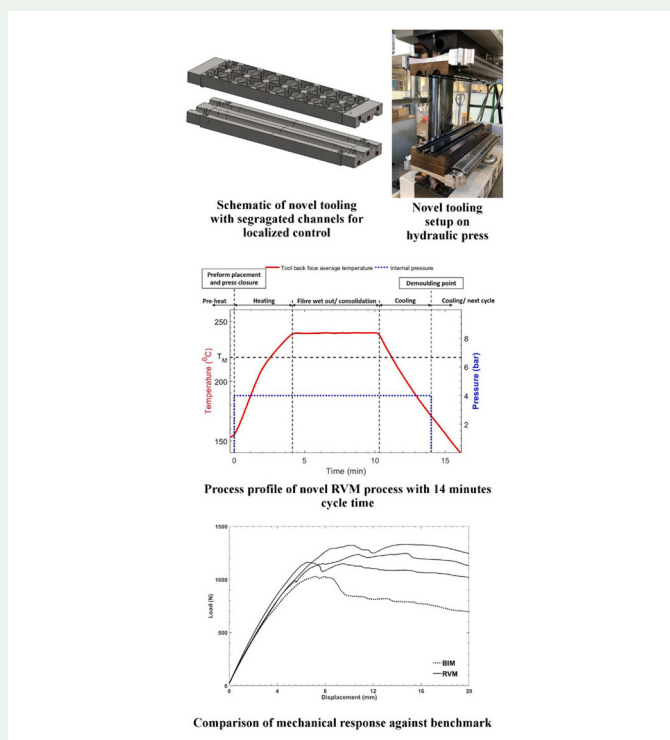 Schematic of novel tooling
with segragated channels for
localized control
Novel tooling
setup on
hydraulic press
Tool back face average temperature
Internal pressure
Preform placement
and press closure
Demoulding point
Pre-heat
Heating
Fibre wet out/ consolidation
Cooling
Cooling/ next cycle
250
200
150
T_M
Temperature (⁰C)
8
6
4
2
Pressure (bar)
0
5
10
15
Time (min)
Process profile of novel RVM process with 14 minutes
cycle time
1500
1000
500
0
Load (N)
0
4
8
12
16
20
Displacement (mm)
BIM
RVM
Comparison of mechanical response against benchmark